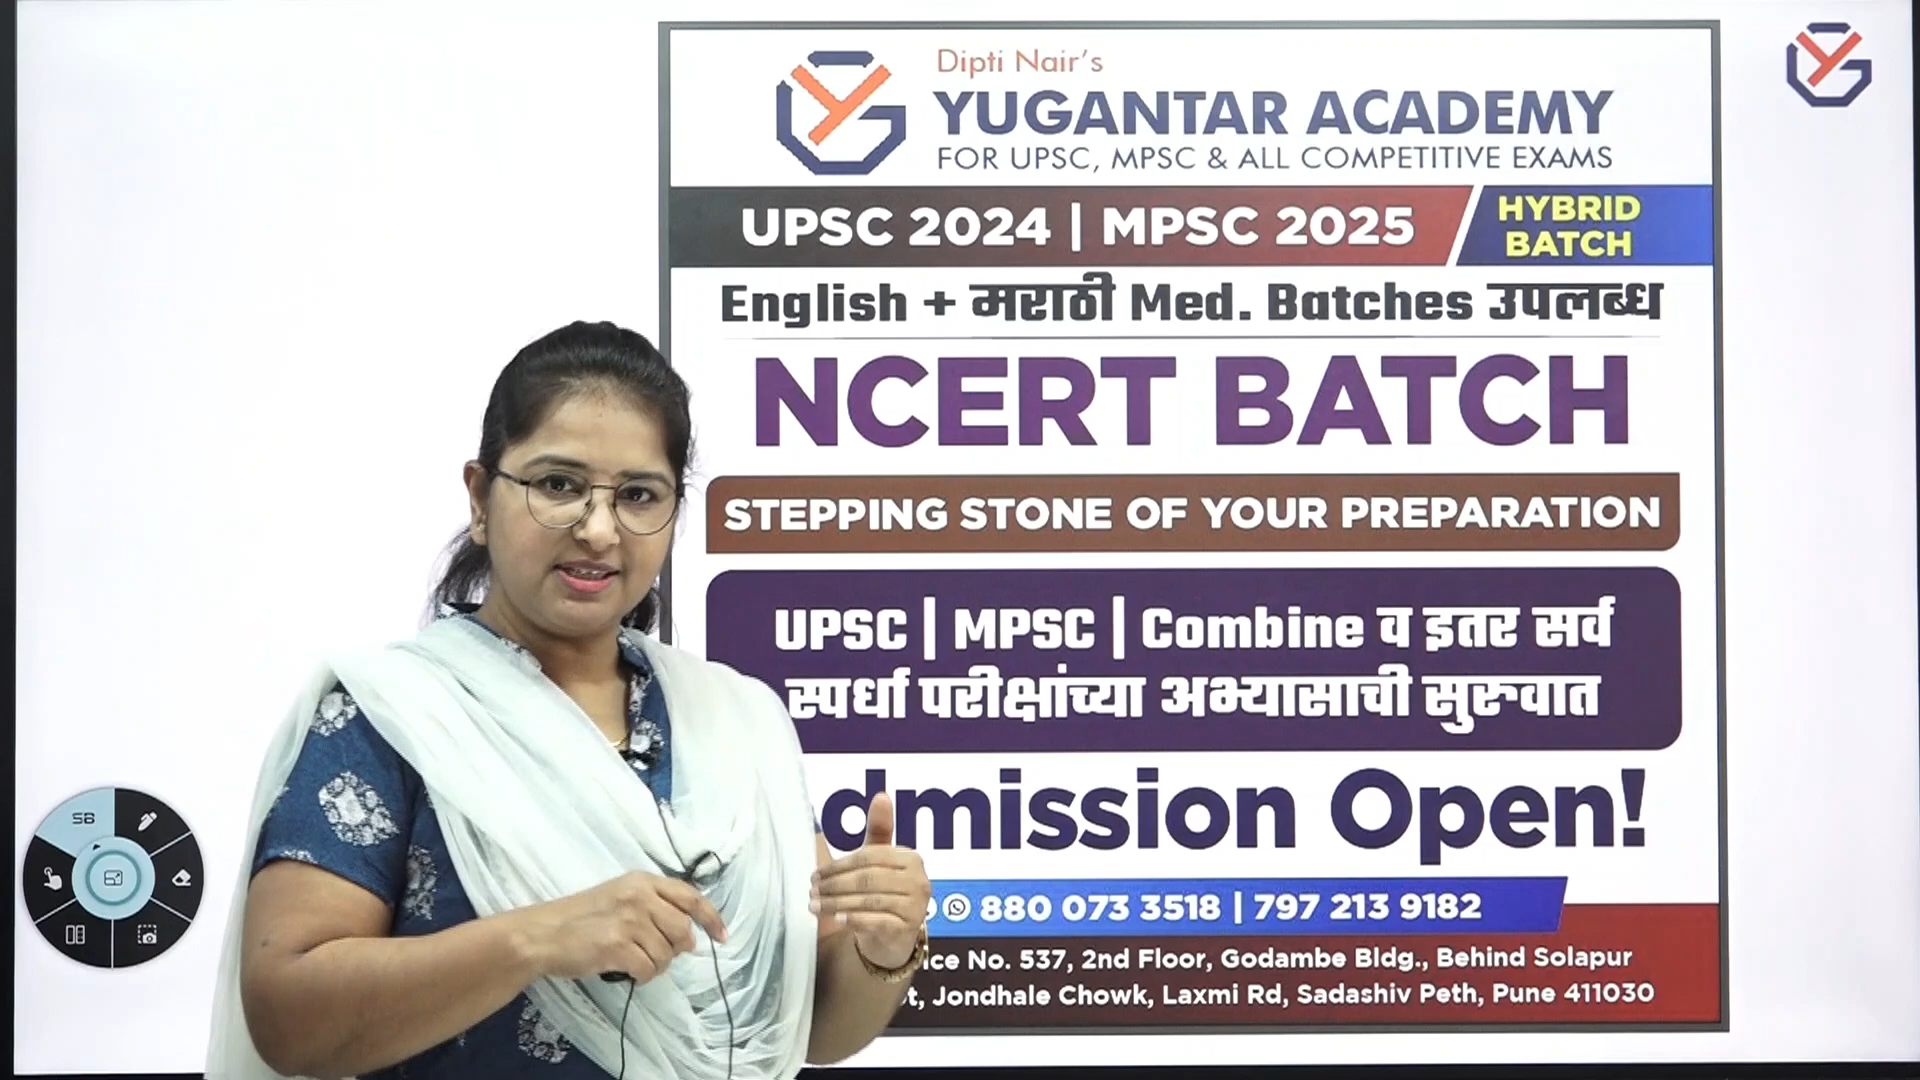 Dipti Nair's
YUGANTAR ACADEMY
FOR UPSC, MPSC & ALL COMPETITIVE EXAMS
UPSC 2024 | MPSC 2025
HYBRID
BATCH
English + मराठी Med. Batches उपलब्ध
NCERT BATCH
STEPPING STONE OF YOUR PREPARATION
UPSC | MPSC | Combine व इतर सर्व
स्पर्धा परीक्षांच्या अभ्यासाची सुरुवात
dmission Open!
880 073 3518 | 797 213 9182
ice No. 537, 2nd Floor, Godambe Bldg., Behind Solapur
t, Jondhale Chowk, Laxmi Rd, Sadashiv Peth, Pune 411030
SB